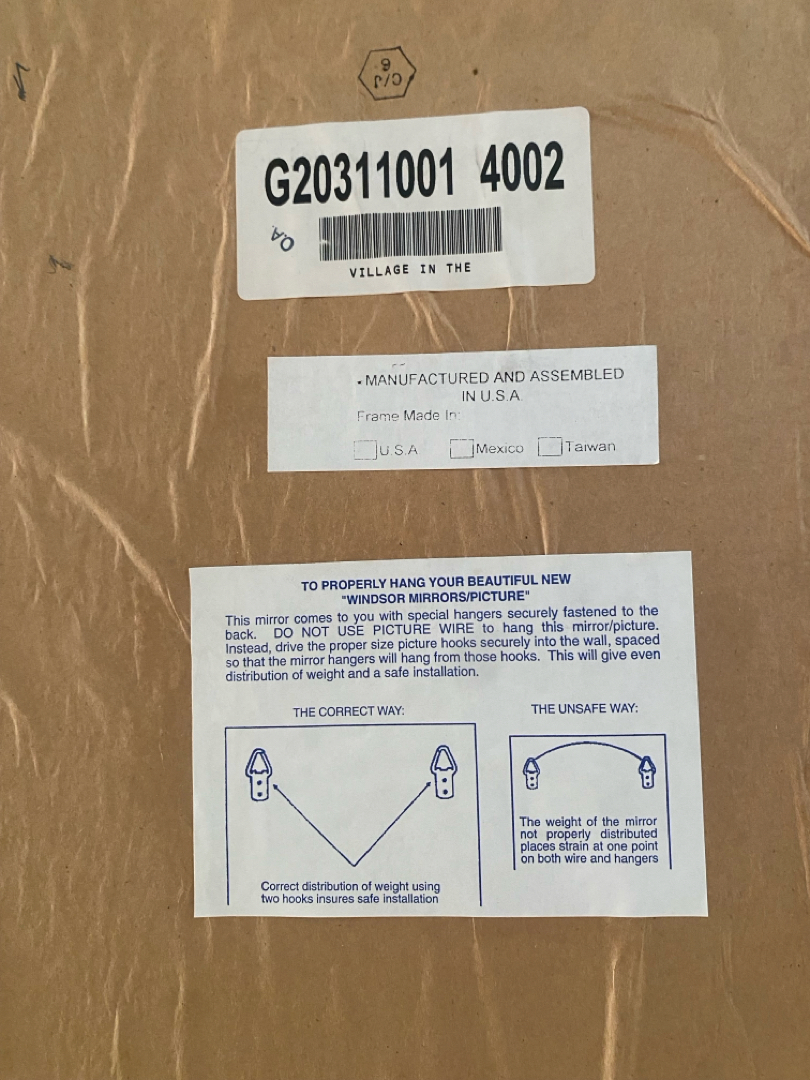 G20311001 4002
QA
VILLAGE IN THE
MANUFACTURED AND ASSEMBLED
IN U.S.A.
Frame Made In:
U.S.A Mexico Taiwan
TO PROPERLY HANG YOUR BEAUTIFUL NEW
"WINDSOR MIRRORS/PICTURE"
This mirror comes to you with special hangers securely fastened to the
back. DO NOT USE PICTURE WIRE to hang this mirror/picture.
Instead, drive the proper size picture hooks securely into the wall, spaced
so that the mirror hangers will hang from those hooks. This will give even
distribution of weight and a safe installation.
THE CORRECT WAY:
Correct distribution of weight using
two hooks insures safe installation
THE UNSAFE WAY:
The weight of the mirror
not properly distributed
places strain at one point
on both wire and hangers